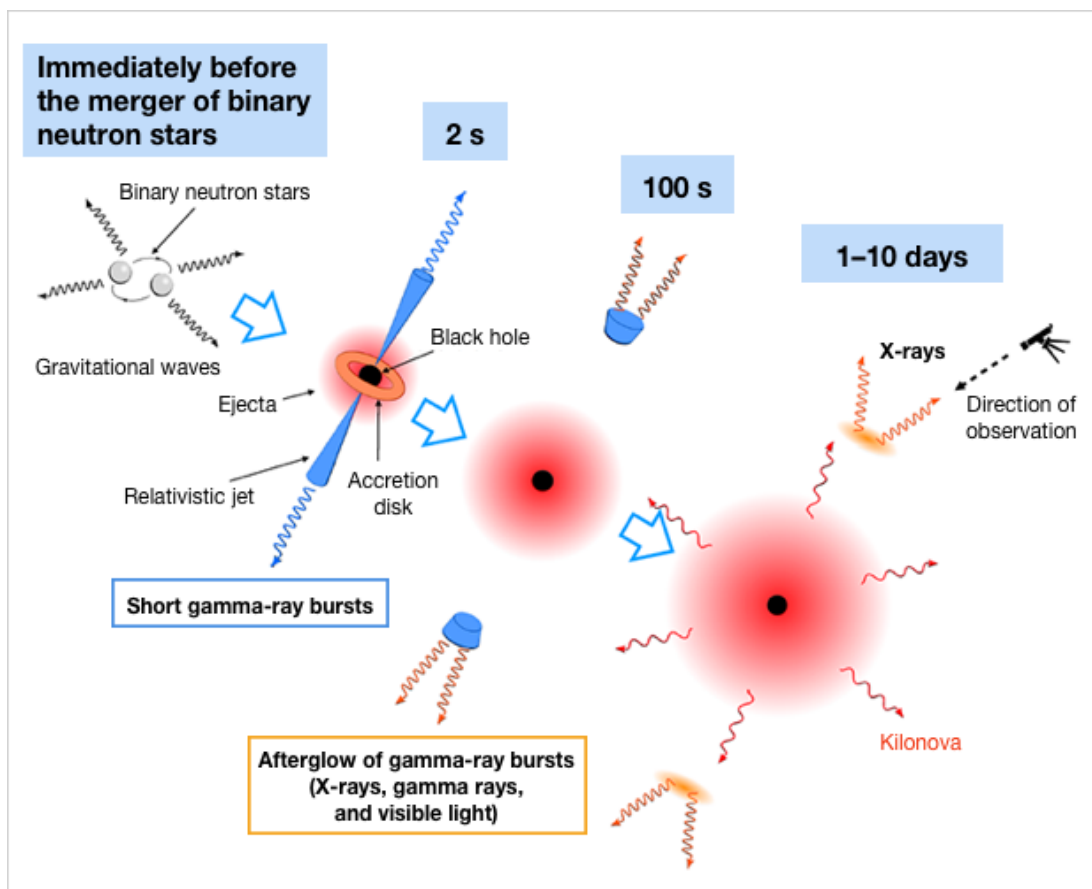 Immediately before
the merger of binary
neutron stars
2 s
100 s
1–10 days
Binary neutron stars
Gravitational waves
Black hole
Ejecta
Relativistic jet
Accretion
disk
X-rays
Direction of
observation
Short gamma-ray bursts
Afterglow of gamma-ray bursts
(X-rays, gamma rays,
and visible light)
Kilonova